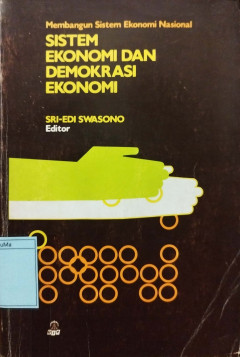 Membangun Sistem Ekonomi Nasional
SISTEM
EKONOMI DAN
DEMOKRASI
EKONOMI
SRI-EDI SWASONO
Editor